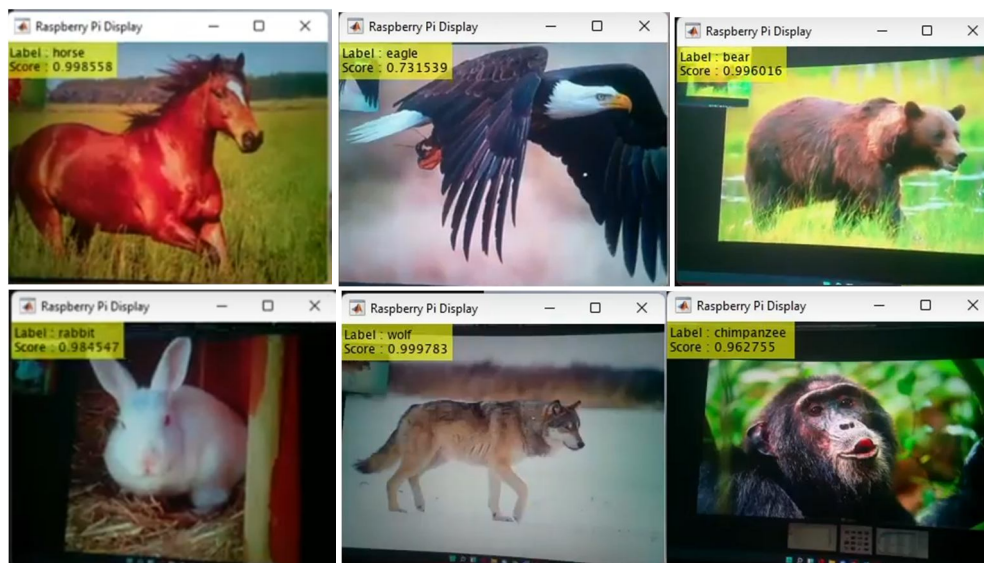 Raspberry Pi Display
Label : horse
Score : 0.998558
Raspberry Pi Display
Label : eagle
Score : 0.731539
Raspberry Pi Display
Label : bear
Score : 0.996016
Raspberry Pi Display
Label : rabbit
Score : 0.984547
Raspberry Pi Display
Label : wolf
Score : 0.999783
Raspberry Pi Display
Label : chimpanzee
Score : 0.962755